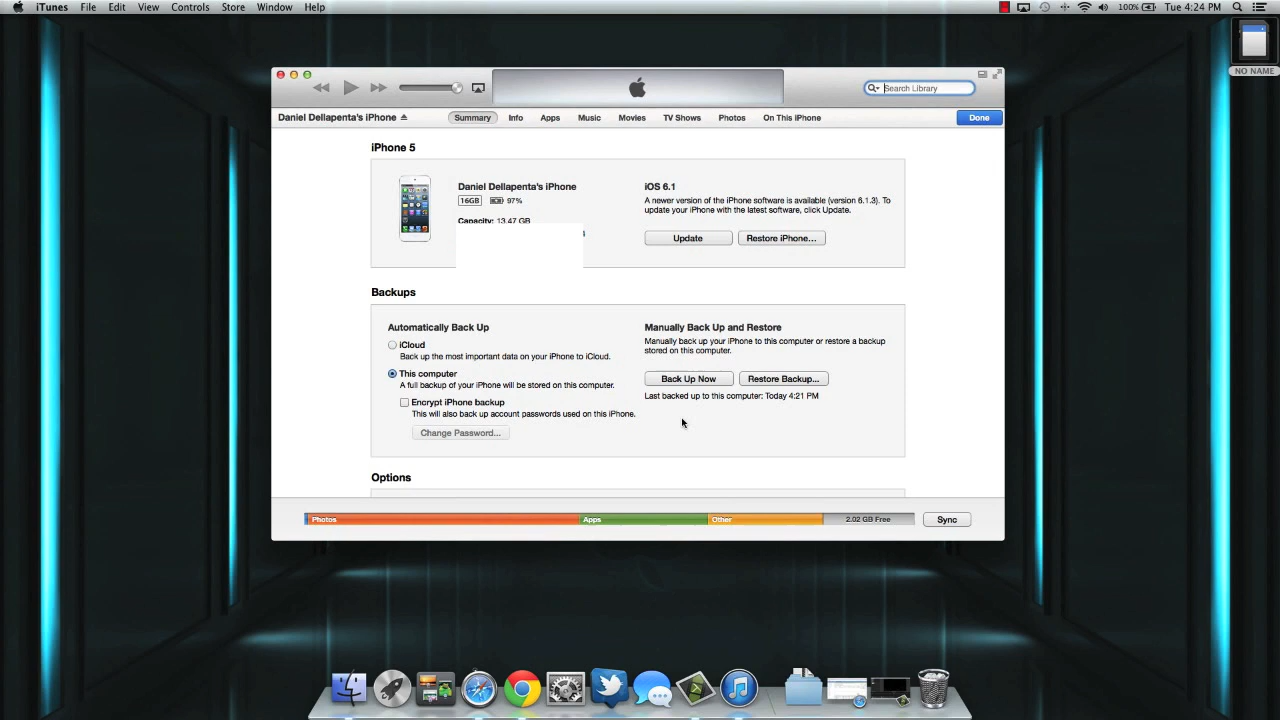 iTunes File Edit View Controls Store Window Help 100% Tue 4:24 PM
NO NAME
Search Library
Daniel Dellapenta's iPhone Summary Info Apps Music Movies TV Shows Photos On This iPhone Done
iPhone 5
Daniel Dellapenta's iPhone
16GB 97%
Capacity: 13.47 GB
iOS 6.1
A newer version of the iPhone software is available (version 6.1.3). To
update your iPhone with the latest software, click Update.
Update Restore iPhone...
Backups
Automatically Back Up
iCloud
Back up the most important data on your iPhone to iCloud.
This computer
A full backup of your iPhone will be stored on this computer.
Encrypt iPhone backup
This will also back up account passwords used on this iPhone.
Change Password...
Manually Back Up and Restore
Manually back up your iPhone to this computer or restore a backup
stored on this computer.
Back Up Now Restore Backup...
Last backed up to this computer: Today 4:21 PM
Options
Photos Apps Other 2.02 GB Free Sync